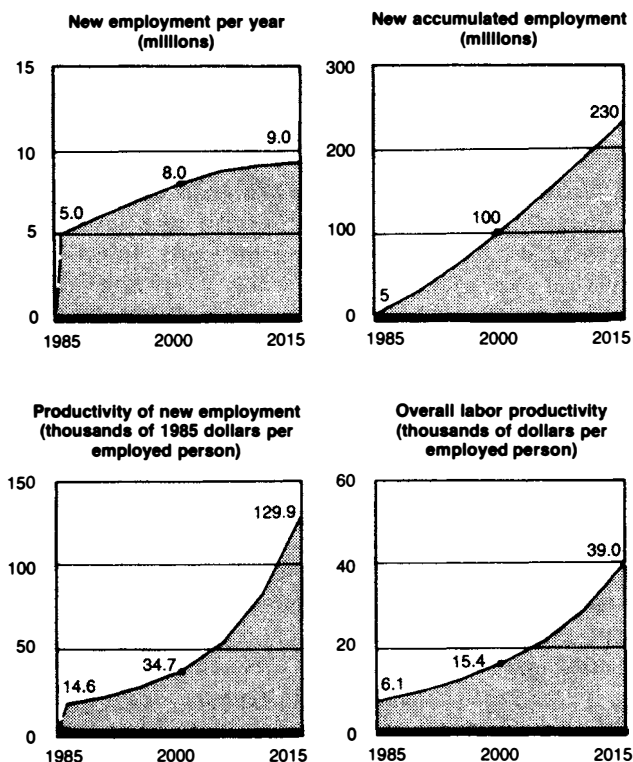 New employment per year
(millions)
15
10
5
0
5.0
8.0
9.0
1985 2000 2015
New accumulated employment
(millions)
300
200
100
0
5
100
230
1985 2000 2015
Productivity of new employment
(thousands of 1985 dollars per
employed person)
150
100
50
0
14.6
34.7
129.9
1985 2000 2015
Overall labor productivity
(thousands of dollars per
employed person)
60
40
20
0
6.1
15.4
39.0
1985 2000 2015